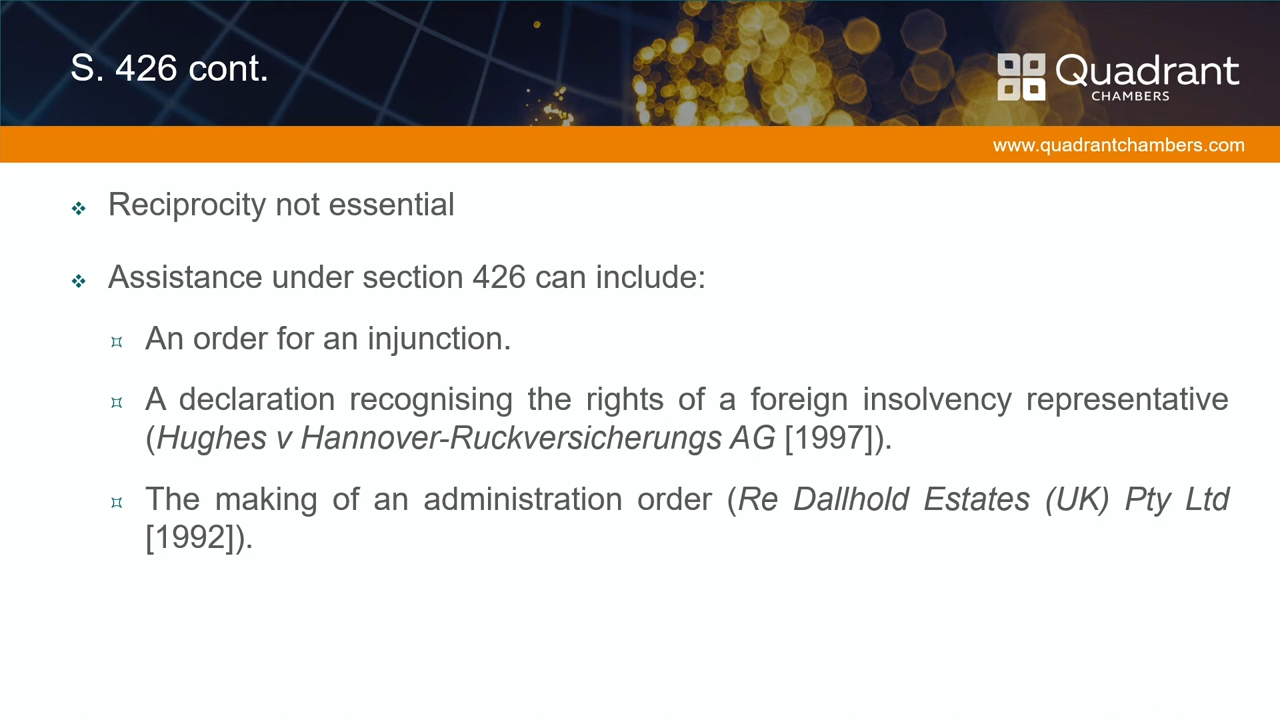 S. 426 cont.
Quadrant
CHAMBERS
www.quadrantchambers.com
Reciprocity not essential
Assistance under section 426 can include:
An order for an injunction.
A declaration recognising the rights of a foreign insolvency representative
(Hughes v Hannover-Ruckversicherungs AG [1997]).
The making of an administration order (Re Dallhold Estates (UK) Pty Ltd
[1992]).